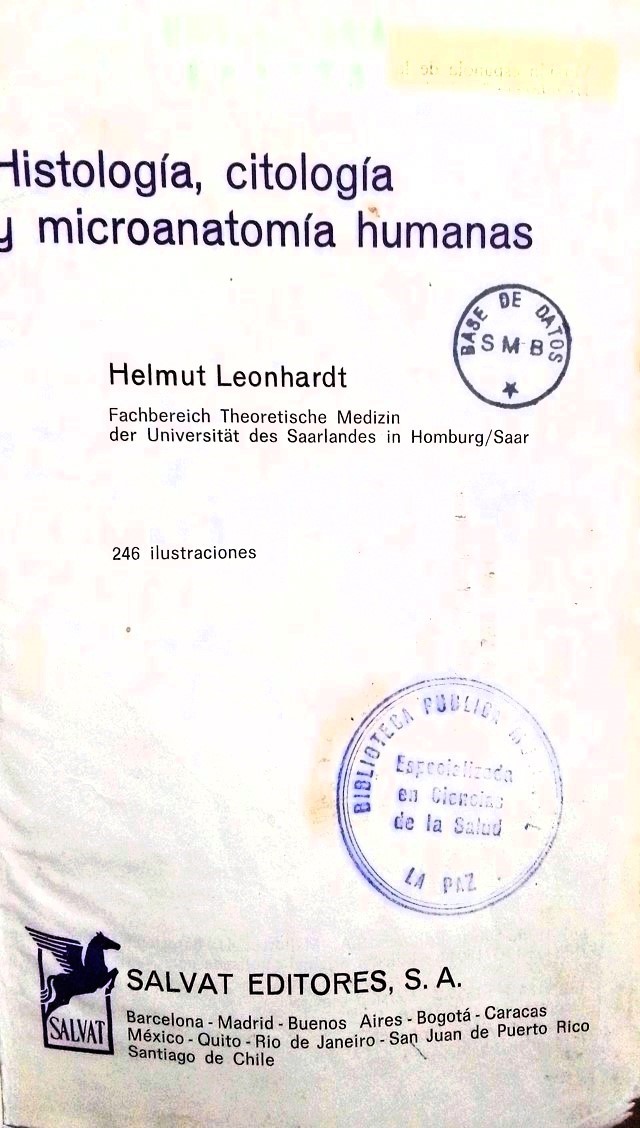 Histología, citología
y microanatomía humanas
BASE DE DATOS
SMB
Helmut Leonhardt
Fachbereich Theoretische Medizin
der Universität des Saarlandes in Homburg/Saar
246 ilustraciones
BIBLIOTECA PUBLICA
Especializada
en Ciencias
de la Salud
LA PAZ
SALVAT
SALVAT EDITORES, S. A.
Barcelona - Madrid - Buenos Aires - Bogotá - Caracas
México - Quito - Rio de Janeiro - San Juan de Puerto Rico
Santiago de Chile